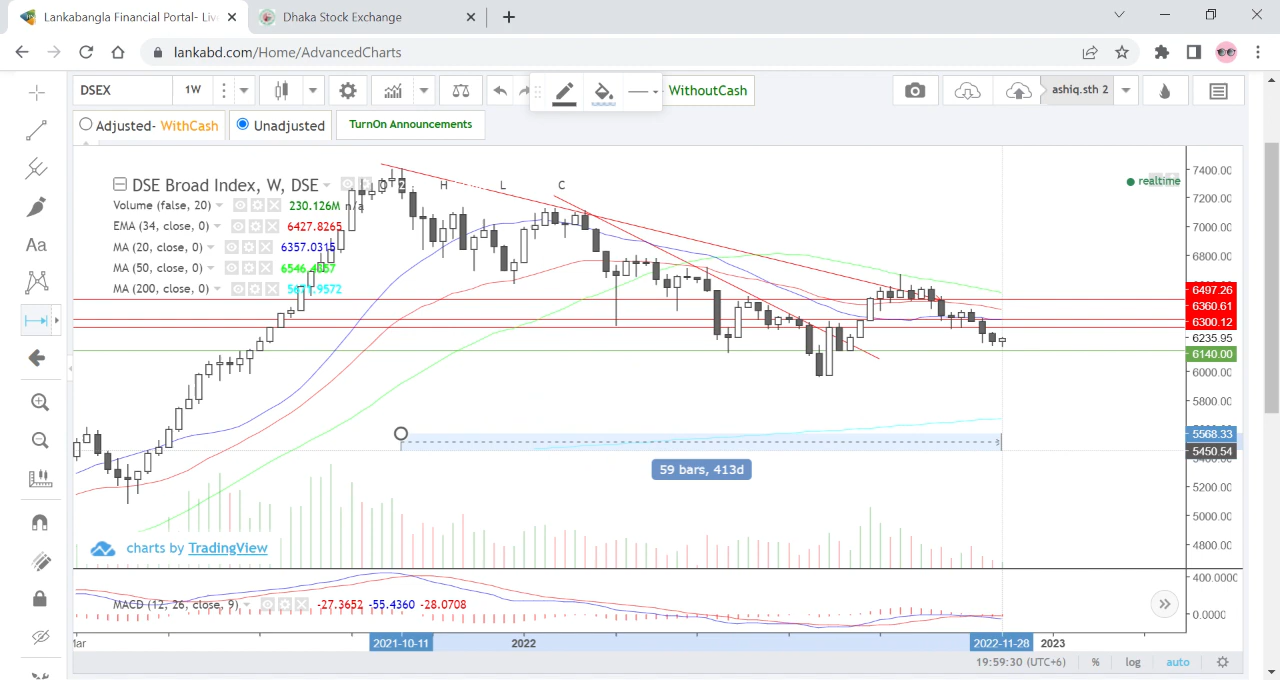 Lankabangla Financial Portal- Liv
Dhaka Stock Exchange
lankabd.com/Home/AdvancedCharts
DSEX
1W
WithoutCash
ashiq.sth 2
Adjusted- WithCash
Unadjusted
TurnOn Announcements
DSE Broad Index, W, DSE
H
L
C
realtime
Volume (false, 20)
230.126M n/a
EMA (34, close, 0)
6427.8265
MA (20, close, 0)
6357.0315
MA (50, close, 0)
MA (200, close, 0)
7400.00
7200.00
7000.00
6800.00
6497.26
6360.61
6300.12
6235.95
6140.00
6000.00
5800.00
5568.33
5450.54
5200.00
5000.00
4800.00
Aa
59 bars, 413d
charts by TradingView
MACD (12, 26, close, 9)
-27.3652 -55.4360 -28.0708
400.0000
0.0000
2021-10-11
2022
2022-11-28
2023
19:59:30 (UTC+6)
%
log
auto